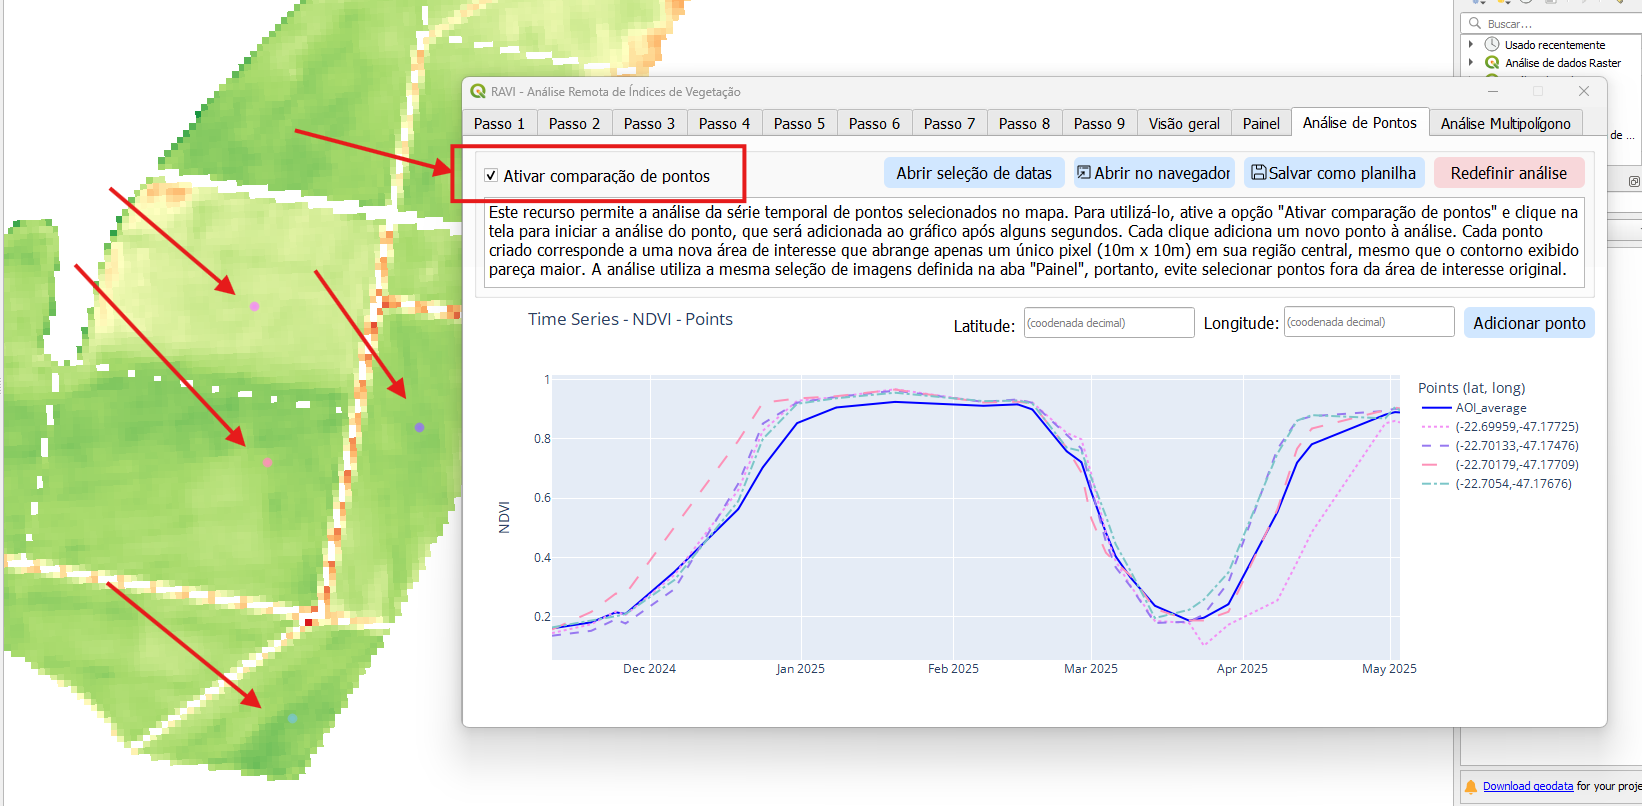 Buscar...
Usado recentemente
Análise de dados Raster
de ...
RAVI - Análise Remota de Índices de Vegetação
Passo 1
Passo 2
Passo 3
Passo 4
Passo 5
Passo 6
Passo 7
Passo 8
Passo 9
Visão geral
Painel
Análise de Pontos
Análise Multipolígono
Ativar comparação de pontos
Abrir seleção de datas
Abrir no navegador
Salvar como planilha
Redefinir análise
Este recurso permite a análise da série temporal de pontos selecionados no mapa. Para utilizá-lo, ative a opção "Ativar comparação de pontos" e clique na
tela para iniciar a análise do ponto, que será adicionada ao gráfico após alguns segundos. Cada clique adiciona um novo ponto à análise. Cada ponto
criado corresponde a uma nova área de interesse que abrange apenas um único pixel (10m x 10m) em sua região central, mesmo que o contorno exibido
pareça maior. A análise utiliza a mesma seleção de imagens definida na aba "Painel", portanto, evite selecionar pontos fora da área de interesse original.
Time Series - NDVI - Points
Latitude:
(coodenada decimal)
Longitude:
(coodenada decimal)
Adicionar ponto
1
0.8
0.6
0.4
0.2
NDVI
Dec 2024
Jan 2025
Feb 2025
Mar 2025
Apr 2025
May 2025
Points (lat, long)
AOI_average
(-22.69959,-47.17725)
(-22.70133,-47.17476)
(-22.70179,-47.17709)
(-22.7054,-47.17676)
Download geodata for your proje